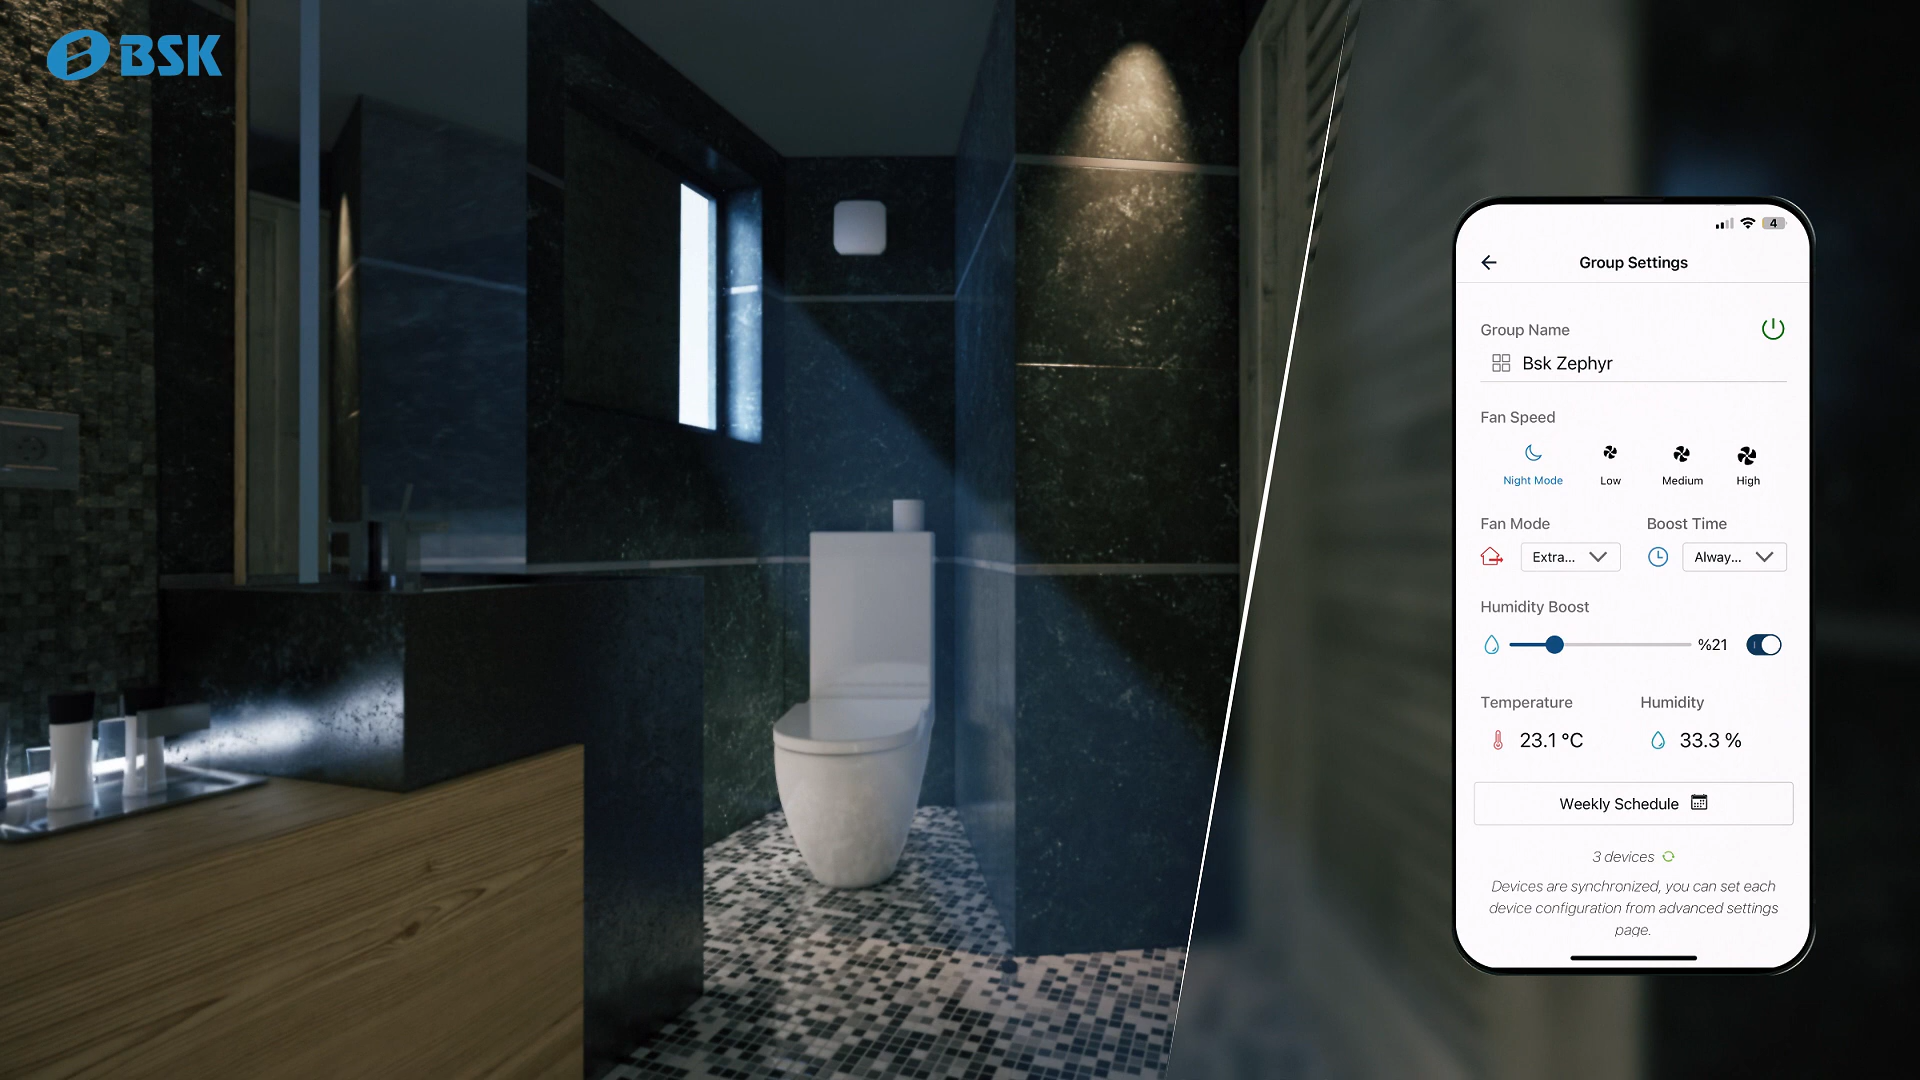 BSK
4
Group Settings
Group Name
Bsk Zephyr
Fan Speed
Night Mode Low Medium High
Fan Mode Boost Time
Extra... Alway...
Humidity Boost
%21
Temperature Humidity
23.1 °C 33.3 %
Weekly Schedule
3 devices
Devices are synchronized, you can set each
device configuration from advanced settings
page.